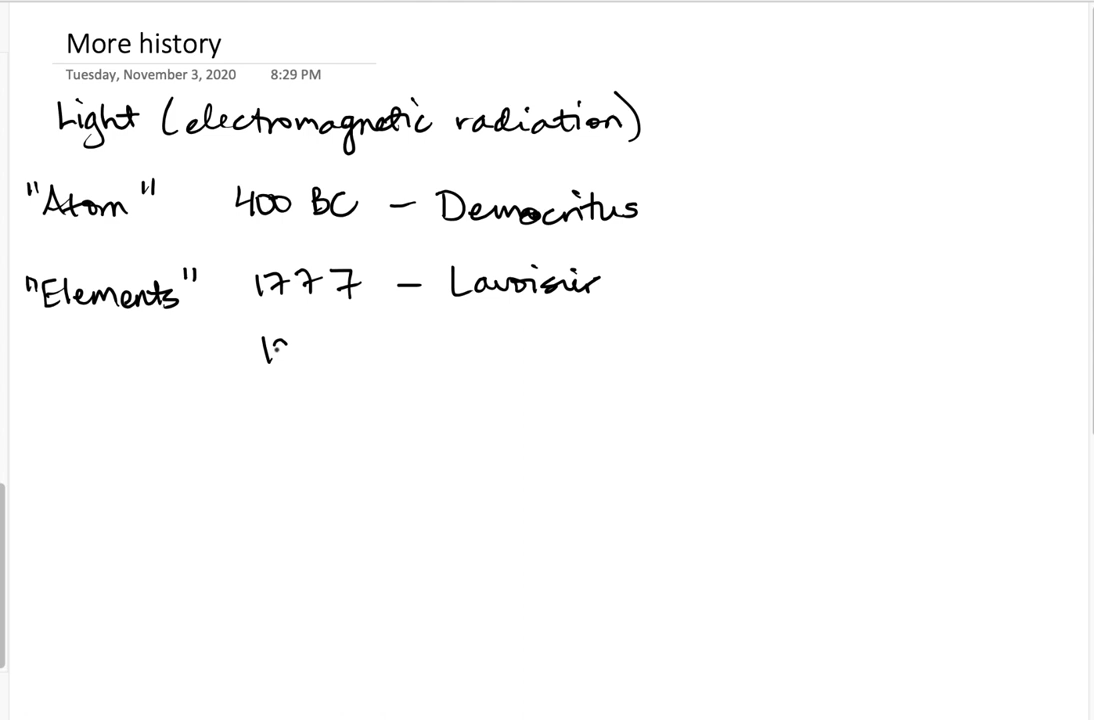 More history
Tuesday, November 3, 2020 8:29 PM
Light (electromagnetic radiation)
"Atom" 400 BC – Democritus
"Elements" 1777 – Lavoisier